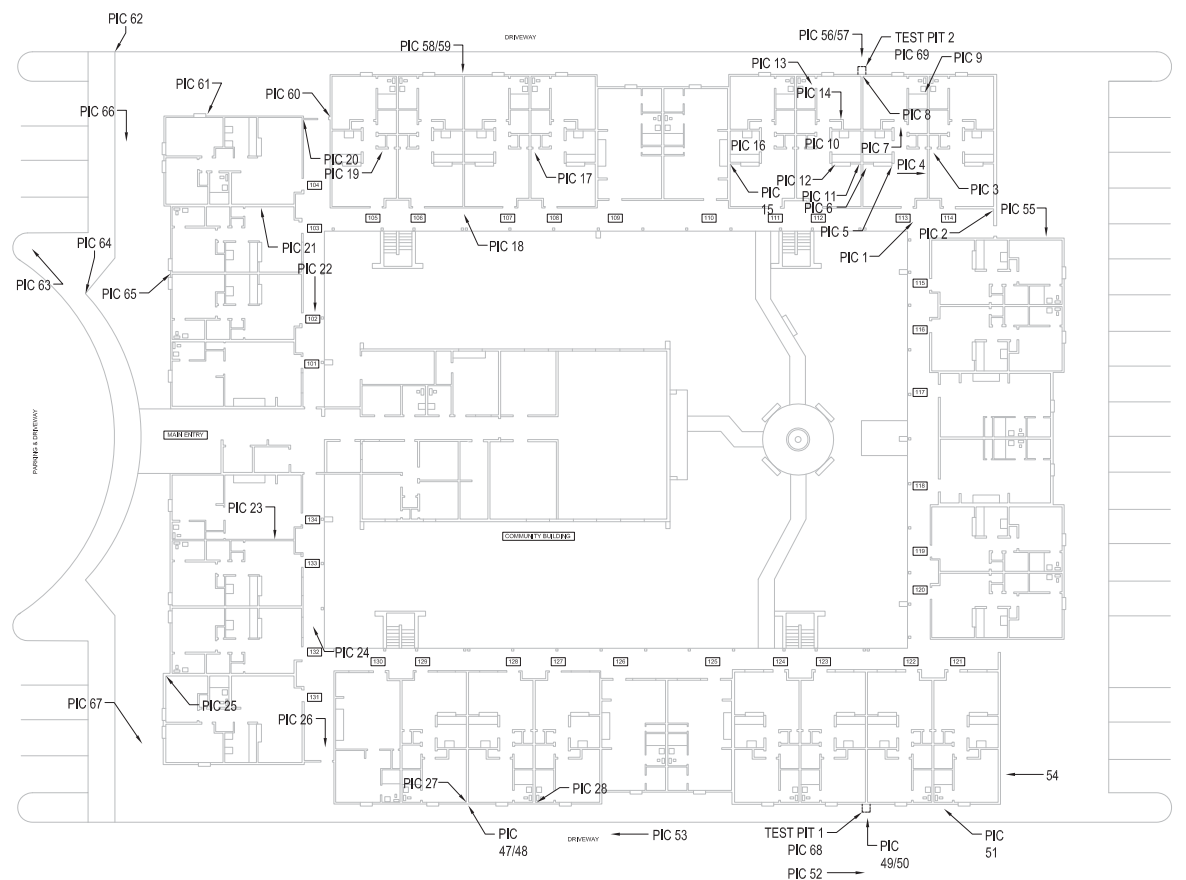 PIC 62
DRIVEWAY
PIC 56/57
TEST PIT 2
PIC 58/59
PIC 69
PIC 9
PIC 13
PIC 61
PIC 60
PIC 14
PIC 66
PIC 8
PIC 20
PIC 16
PIC 10
PIC 7
PIC 19
PIC 17
PIC 12
PIC 4
PIC 3
104
PIC
15
PIC 11
PIC 6
PIC 55
105
106
107
108
109
110
111
112
113
114
PIC 5
PIC 2
103
PIC 21
PIC 18
PIC 1
PIC 64
PIC 22
PIC 63
PIC 65
115
102
116
101
117
PARKING & DRIVEWAY
MAIN ENTRY
118
PIC 23
134
COMMUNITY BUILDING
119
133
120
PIC 24
132
130
129
128
127
126
125
124
123
122
121
131
PIC 67
PIC 25
PIC 26
54
PIC 27
PIC 28
PIC
47/48
DRIVEWAY
PIC 53
TEST PIT 1
PIC 68
PIC
49/50
PIC
51
PIC 52